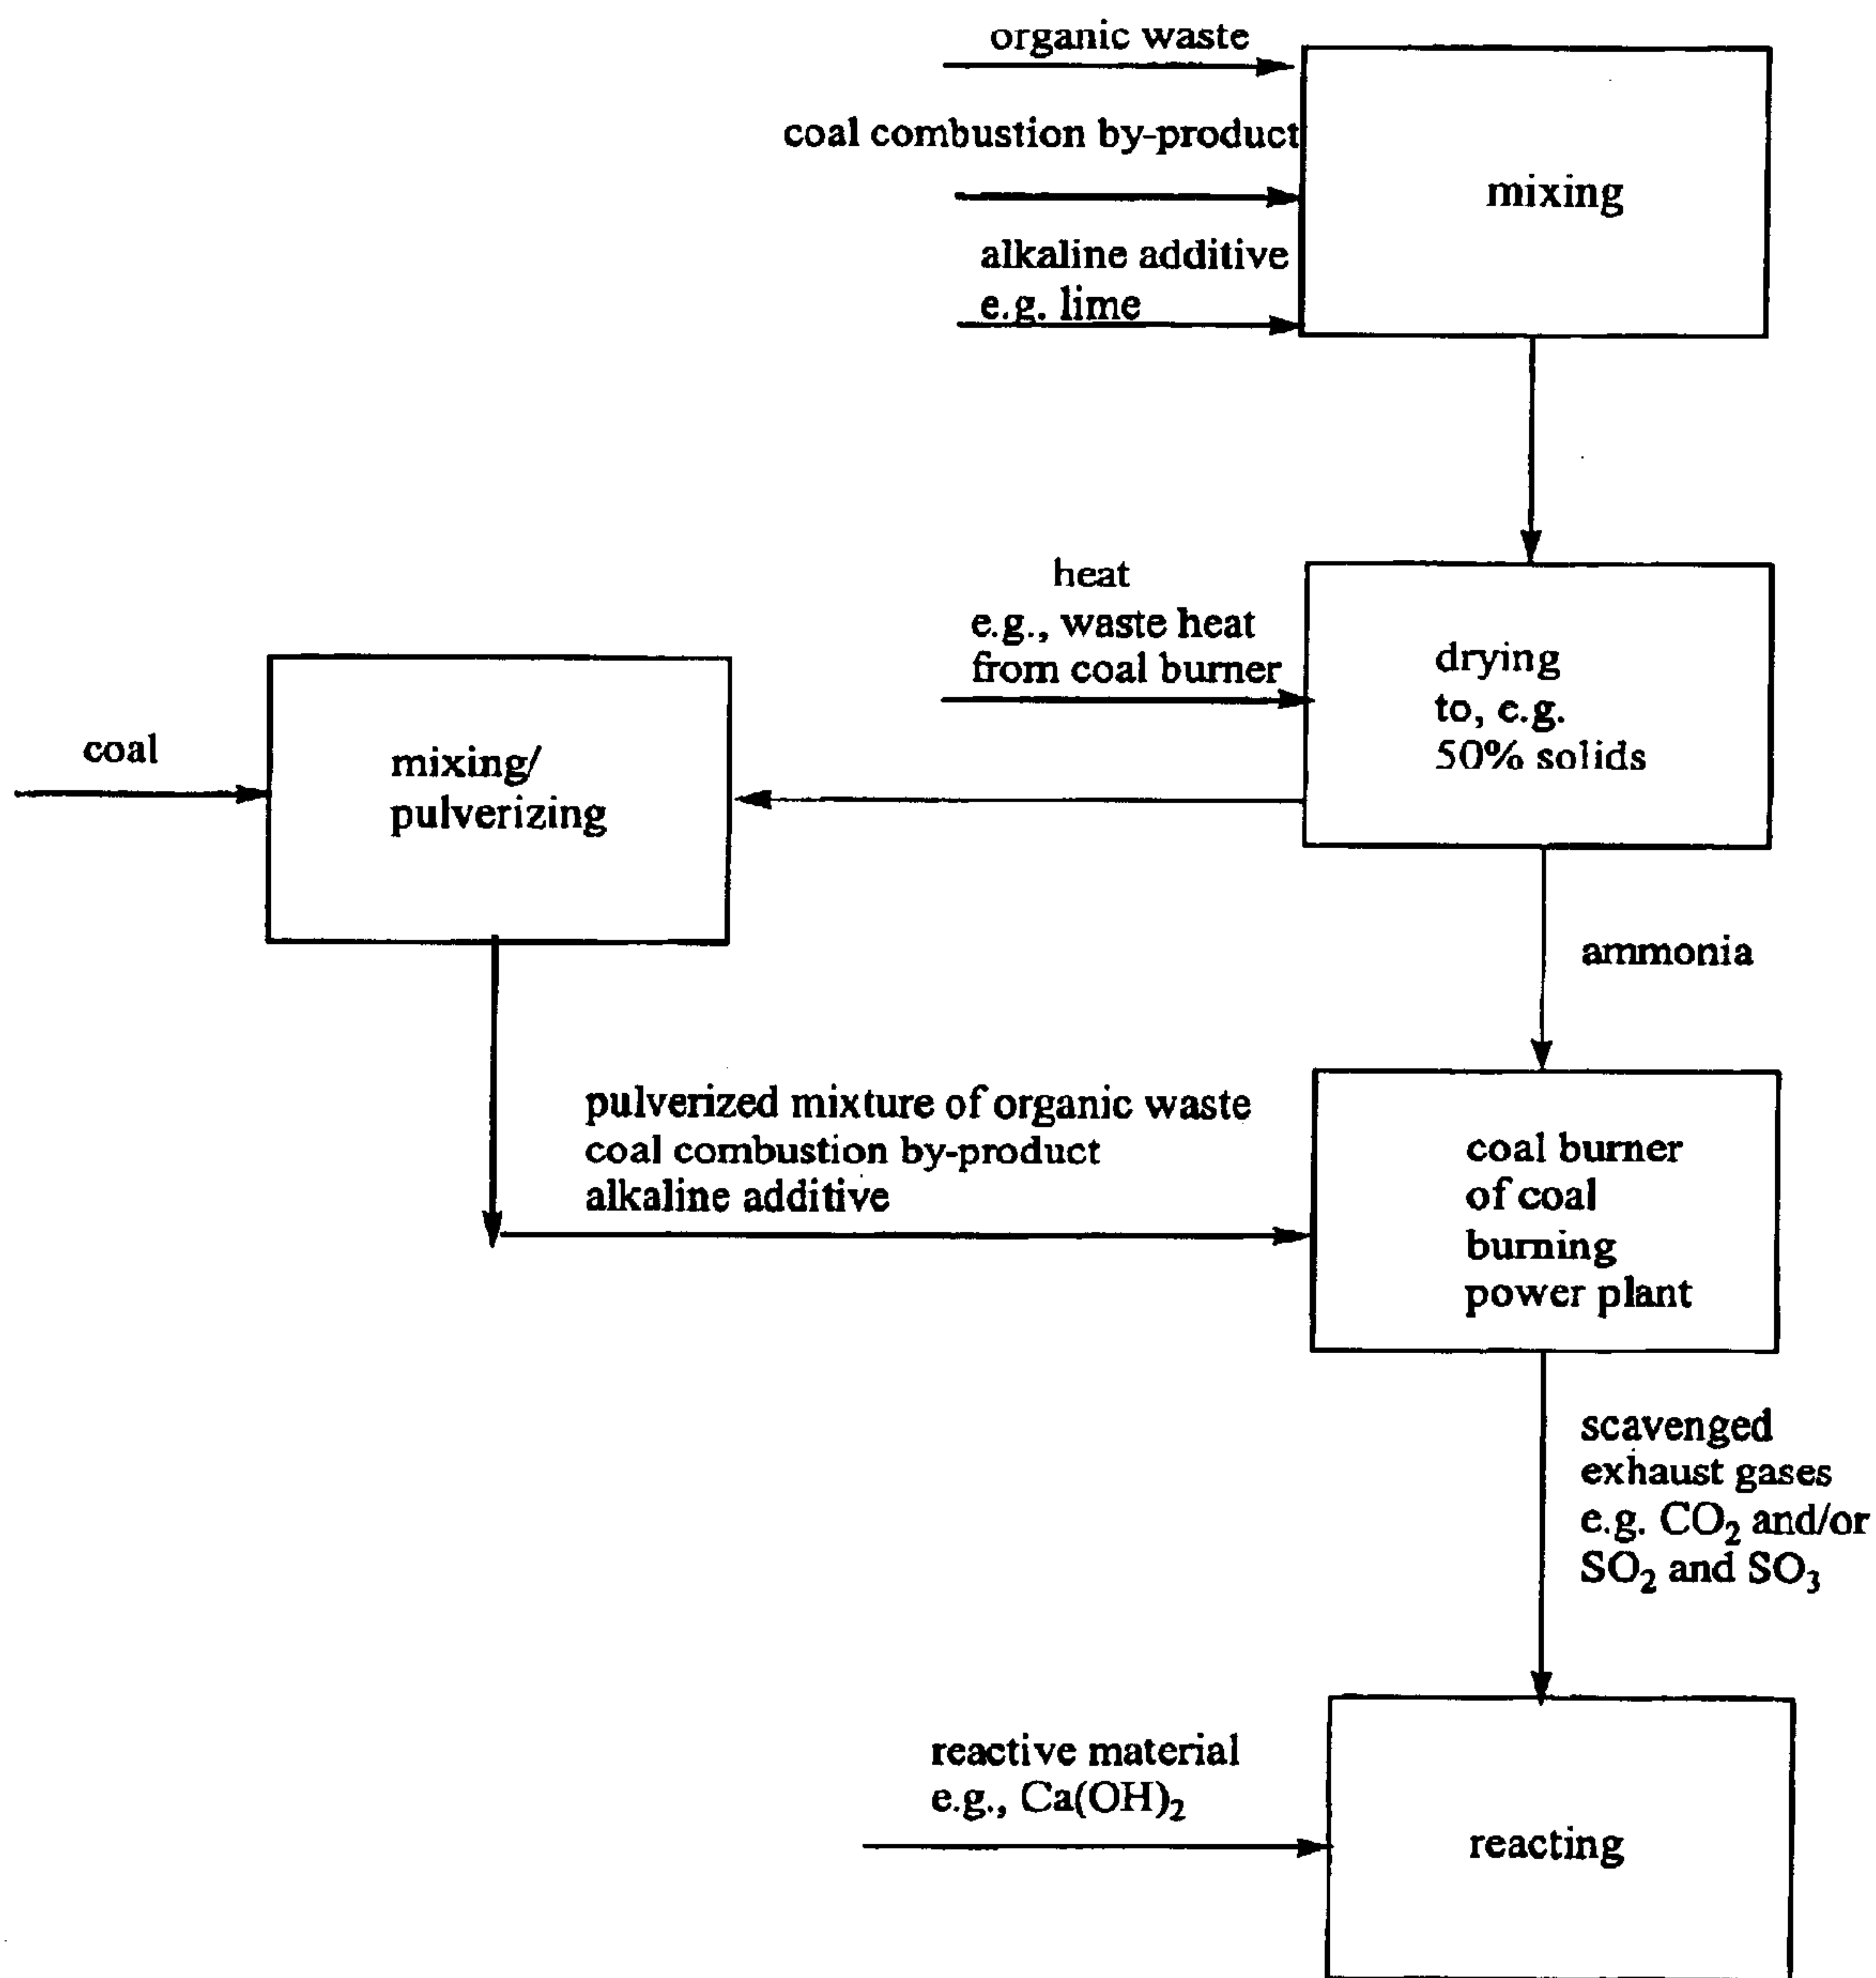 organic waste
coal combustion by-product
mixing
alkaline additive
e.g. lime
heat
e.g., waste heat
from coal burner
drying
to, e.g.
50% solids
coal
mixing/
pulverizing
ammonia
pulverized mixture of organic waste
coal combustion by-product
alkaline additive
coal burner
of coal
burning
power plant
scavenged
exhaust gases
e.g. CO₂ and/or
SO₂ and SO₃
reactive material
e.g., Ca(OH)₂
reacting